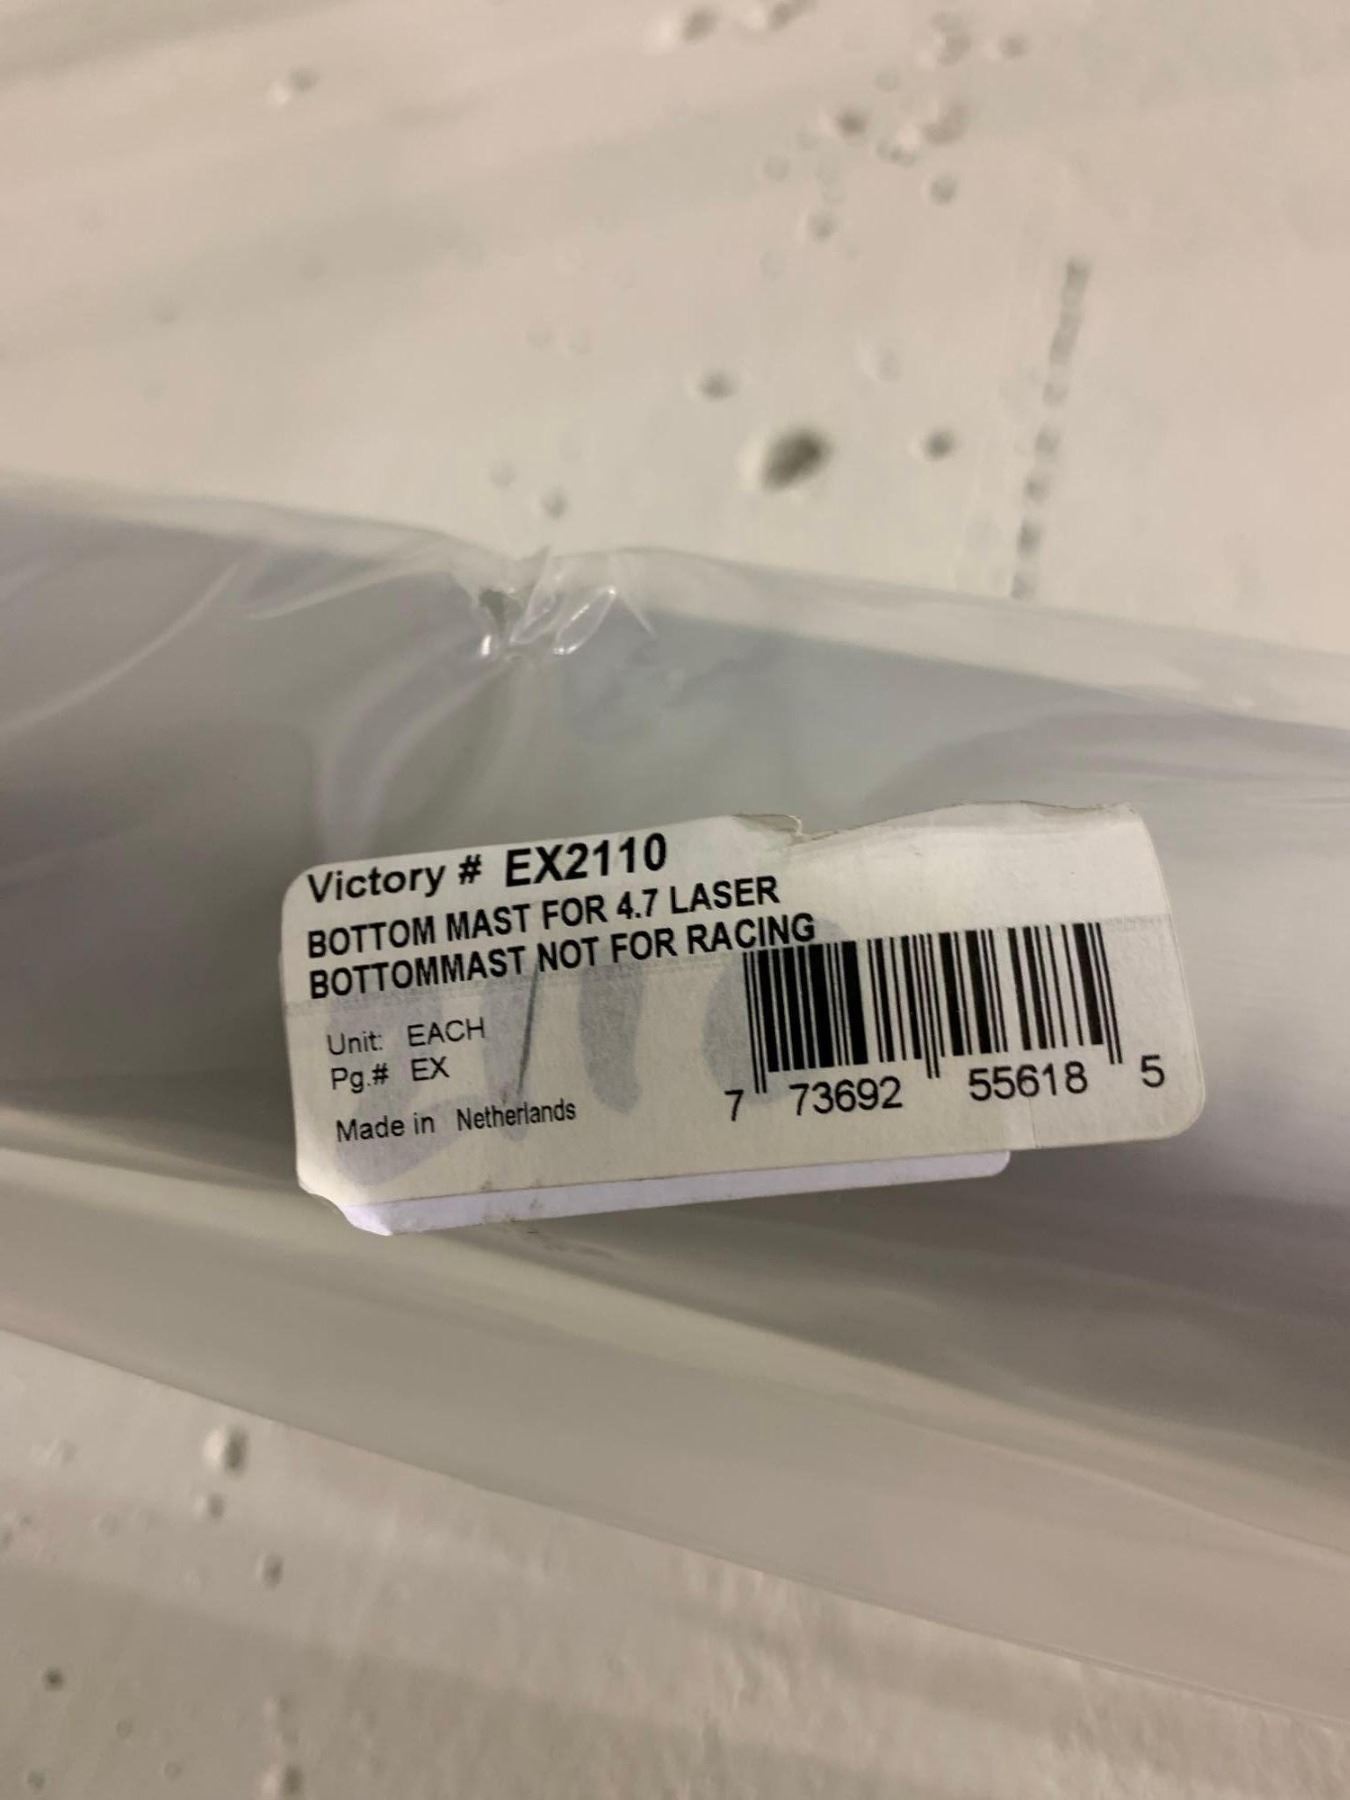 Victory # EX2110
BOTTOM MAST FOR 4.7 LASER
BOTTOMMAST NOT FOR RACING
Unit: EACH
Pg.# EX
Made in Netherlands
7 73692 55618 5